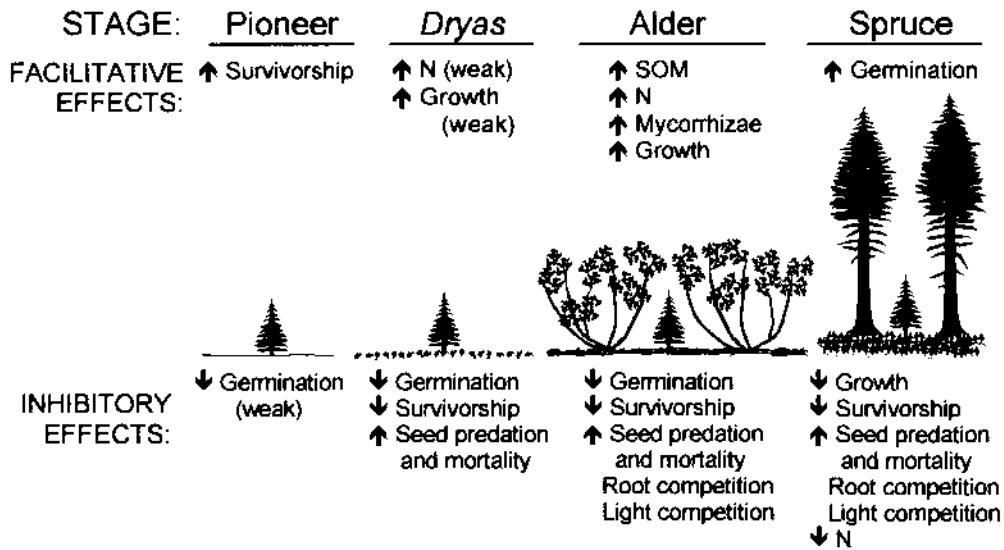 STAGE: Pioneer Dryas Alder Spruce
FACILITATIVE EFFECTS:
↑ Survivorship
↑ N (weak)
↑ Growth
(weak)
↑ SOM
↑ N
↑ Mycorrhizae
↑ Growth
↑ Germination
INHIBITORY EFFECTS:
↓ Germination
(weak)
↓ Germination
↓ Survivorship
↑ Seed predation
and mortality
↓ Germination
↓ Survivorship
↑ Seed predation
and mortality
Root competition
Light competition
↓ Growth
↓ Survivorship
↑ Seed predation
and mortality
Root competition
Light competition
↓ N